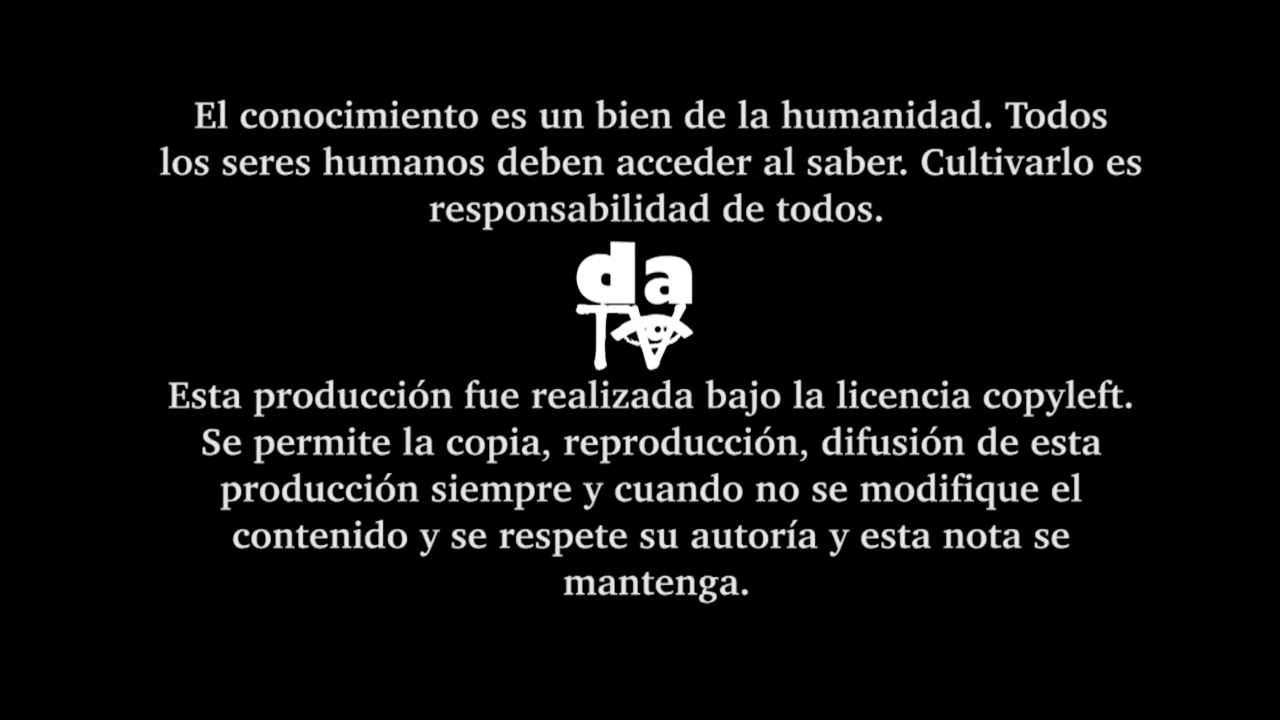 El conocimiento es un bien de la humanidad. Todos
los seres humanos deben acceder al saber. Cultivarlo es
responsabilidad de todos.
da
TV
Esta producción fue realizada bajo la licencia copyleft.
Se permite la copia, reproducción, difusión de esta
producción siempre y cuando no se modifique el
contenido y se respete su autoría y esta nota se
mantenga.